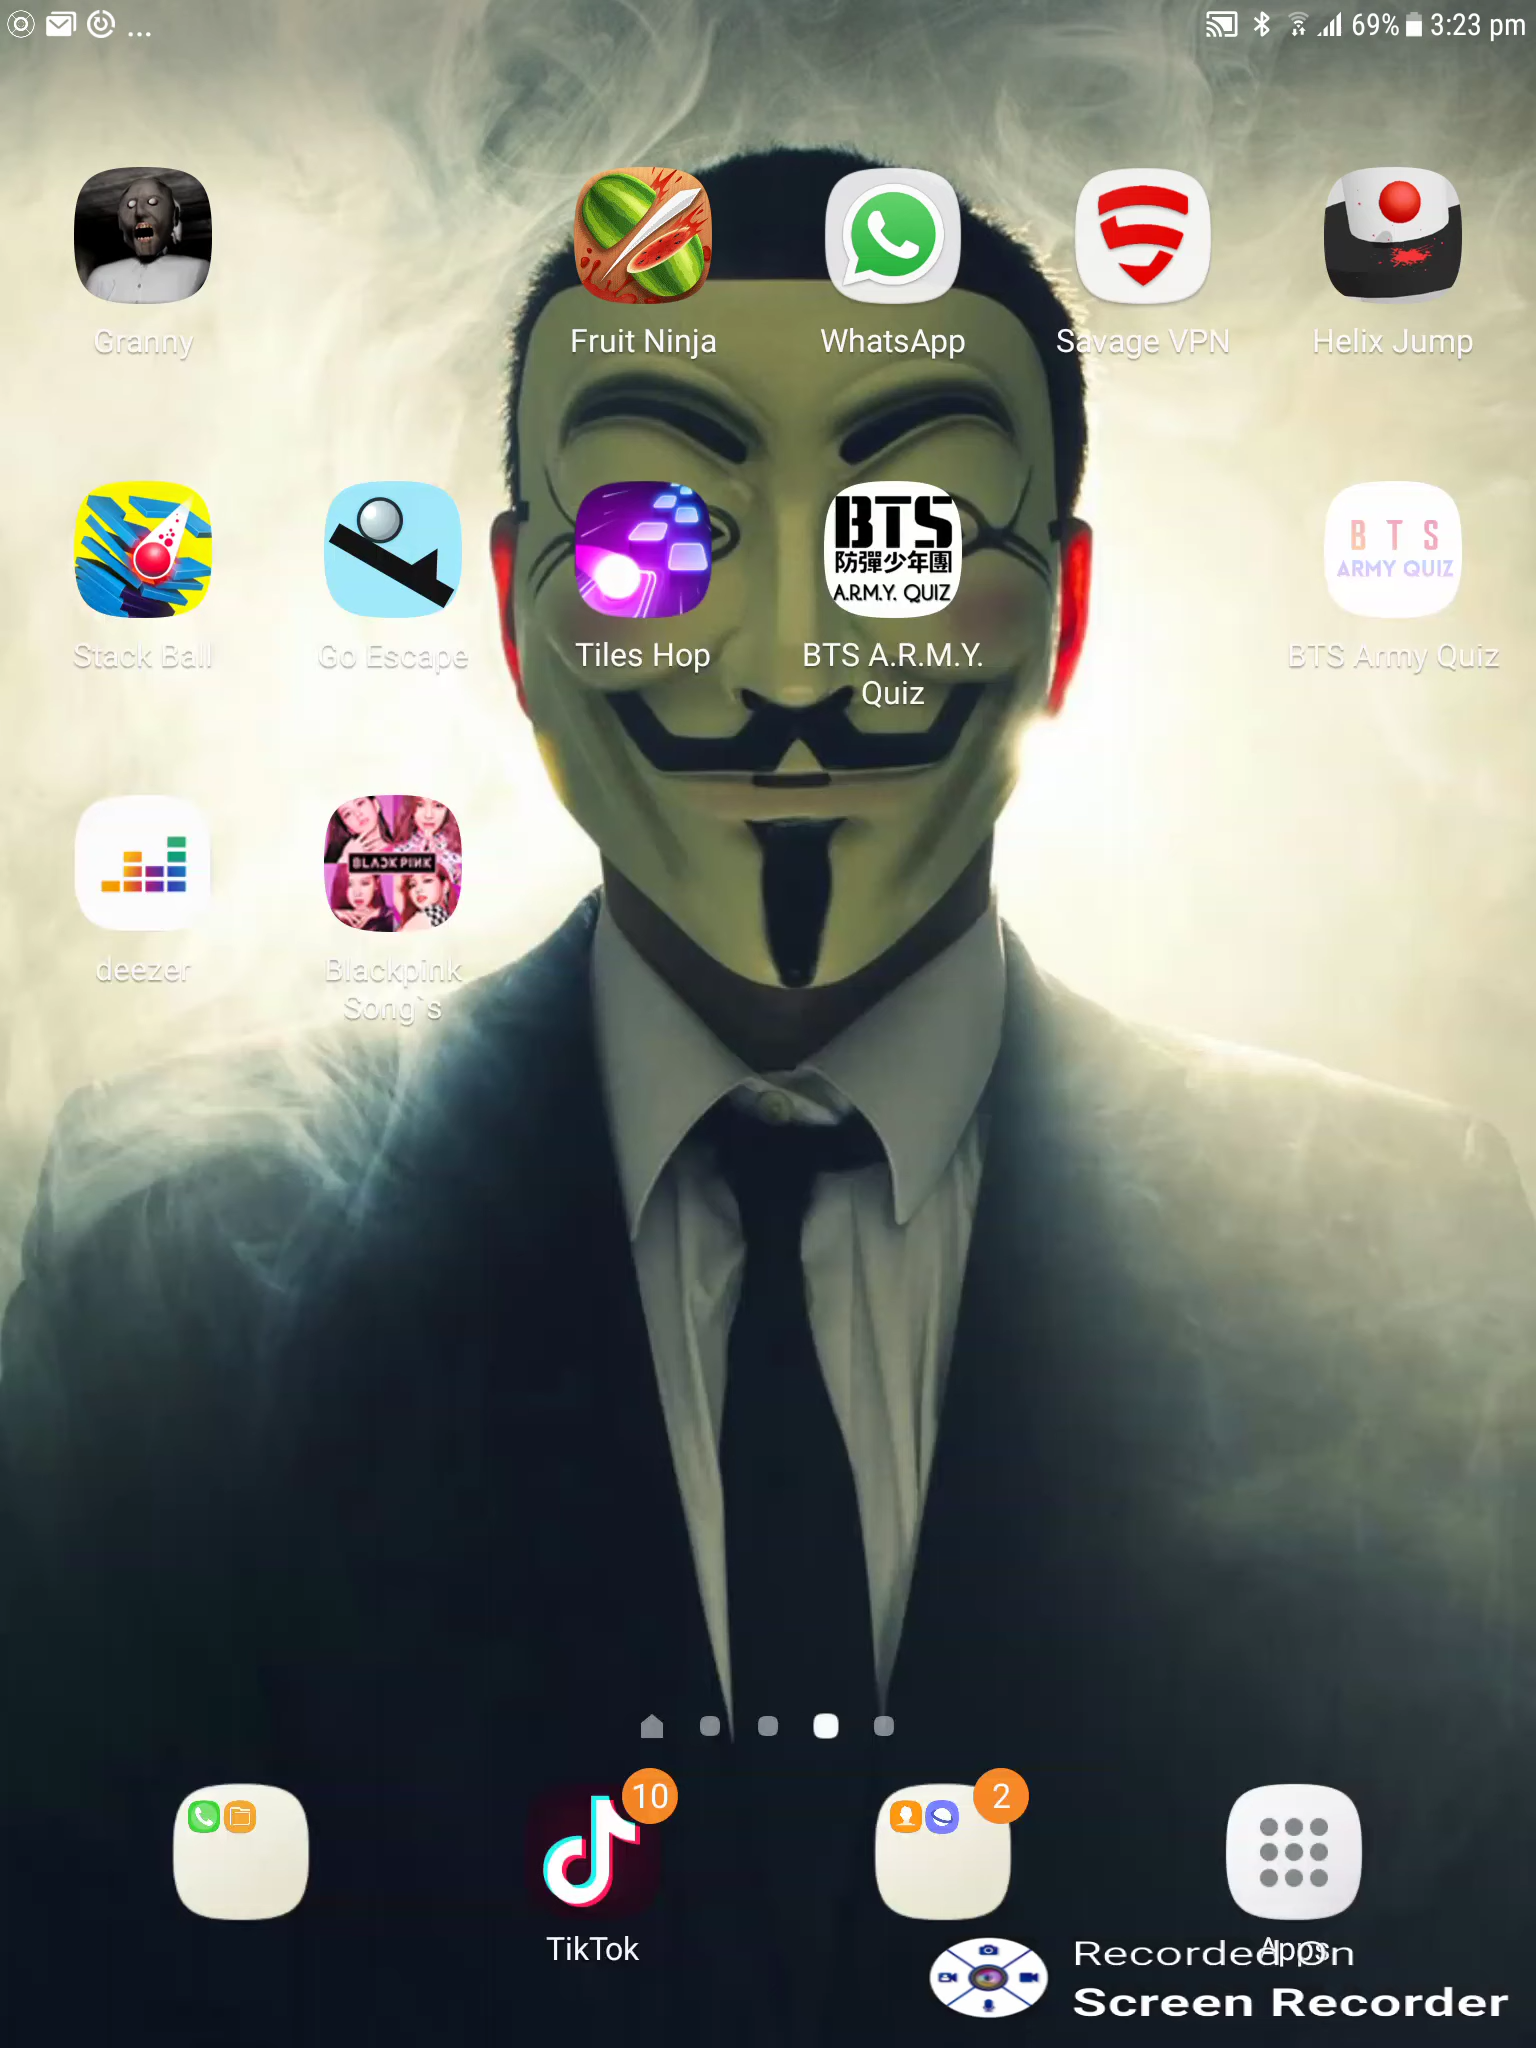 ... 69% 3:23 pm
Granny
Fruit Ninja
WhatsApp
Savage VPN
Helix Jump
BTS
防彈少年團
A.R.M.Y. QUIZ
B T S
ARMY QUIZ
Stack Ball
Go Escape
Tiles Hop
BTS A.R.M.Y.
Quiz
BTS Army Quiz
BLACKPINK
deezer
Blackpink
Song`s
10
2
TikTok
Apps
Recorded On
Screen Recorder